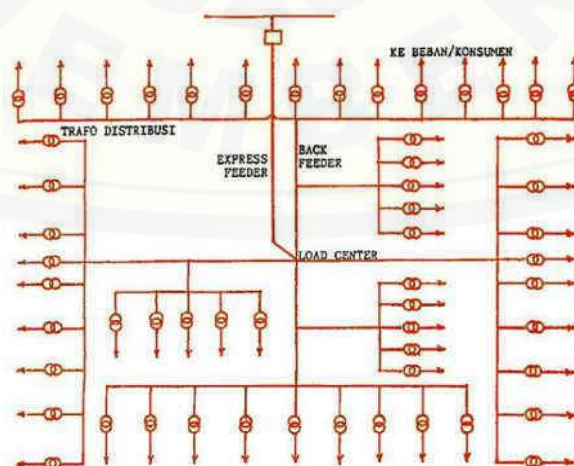 KE BEBAN/KONSUMEN
TRAFO DISTRIBUSI
EXPRESS
FEEDER
BACK
FEEDER
LOAD CENTER